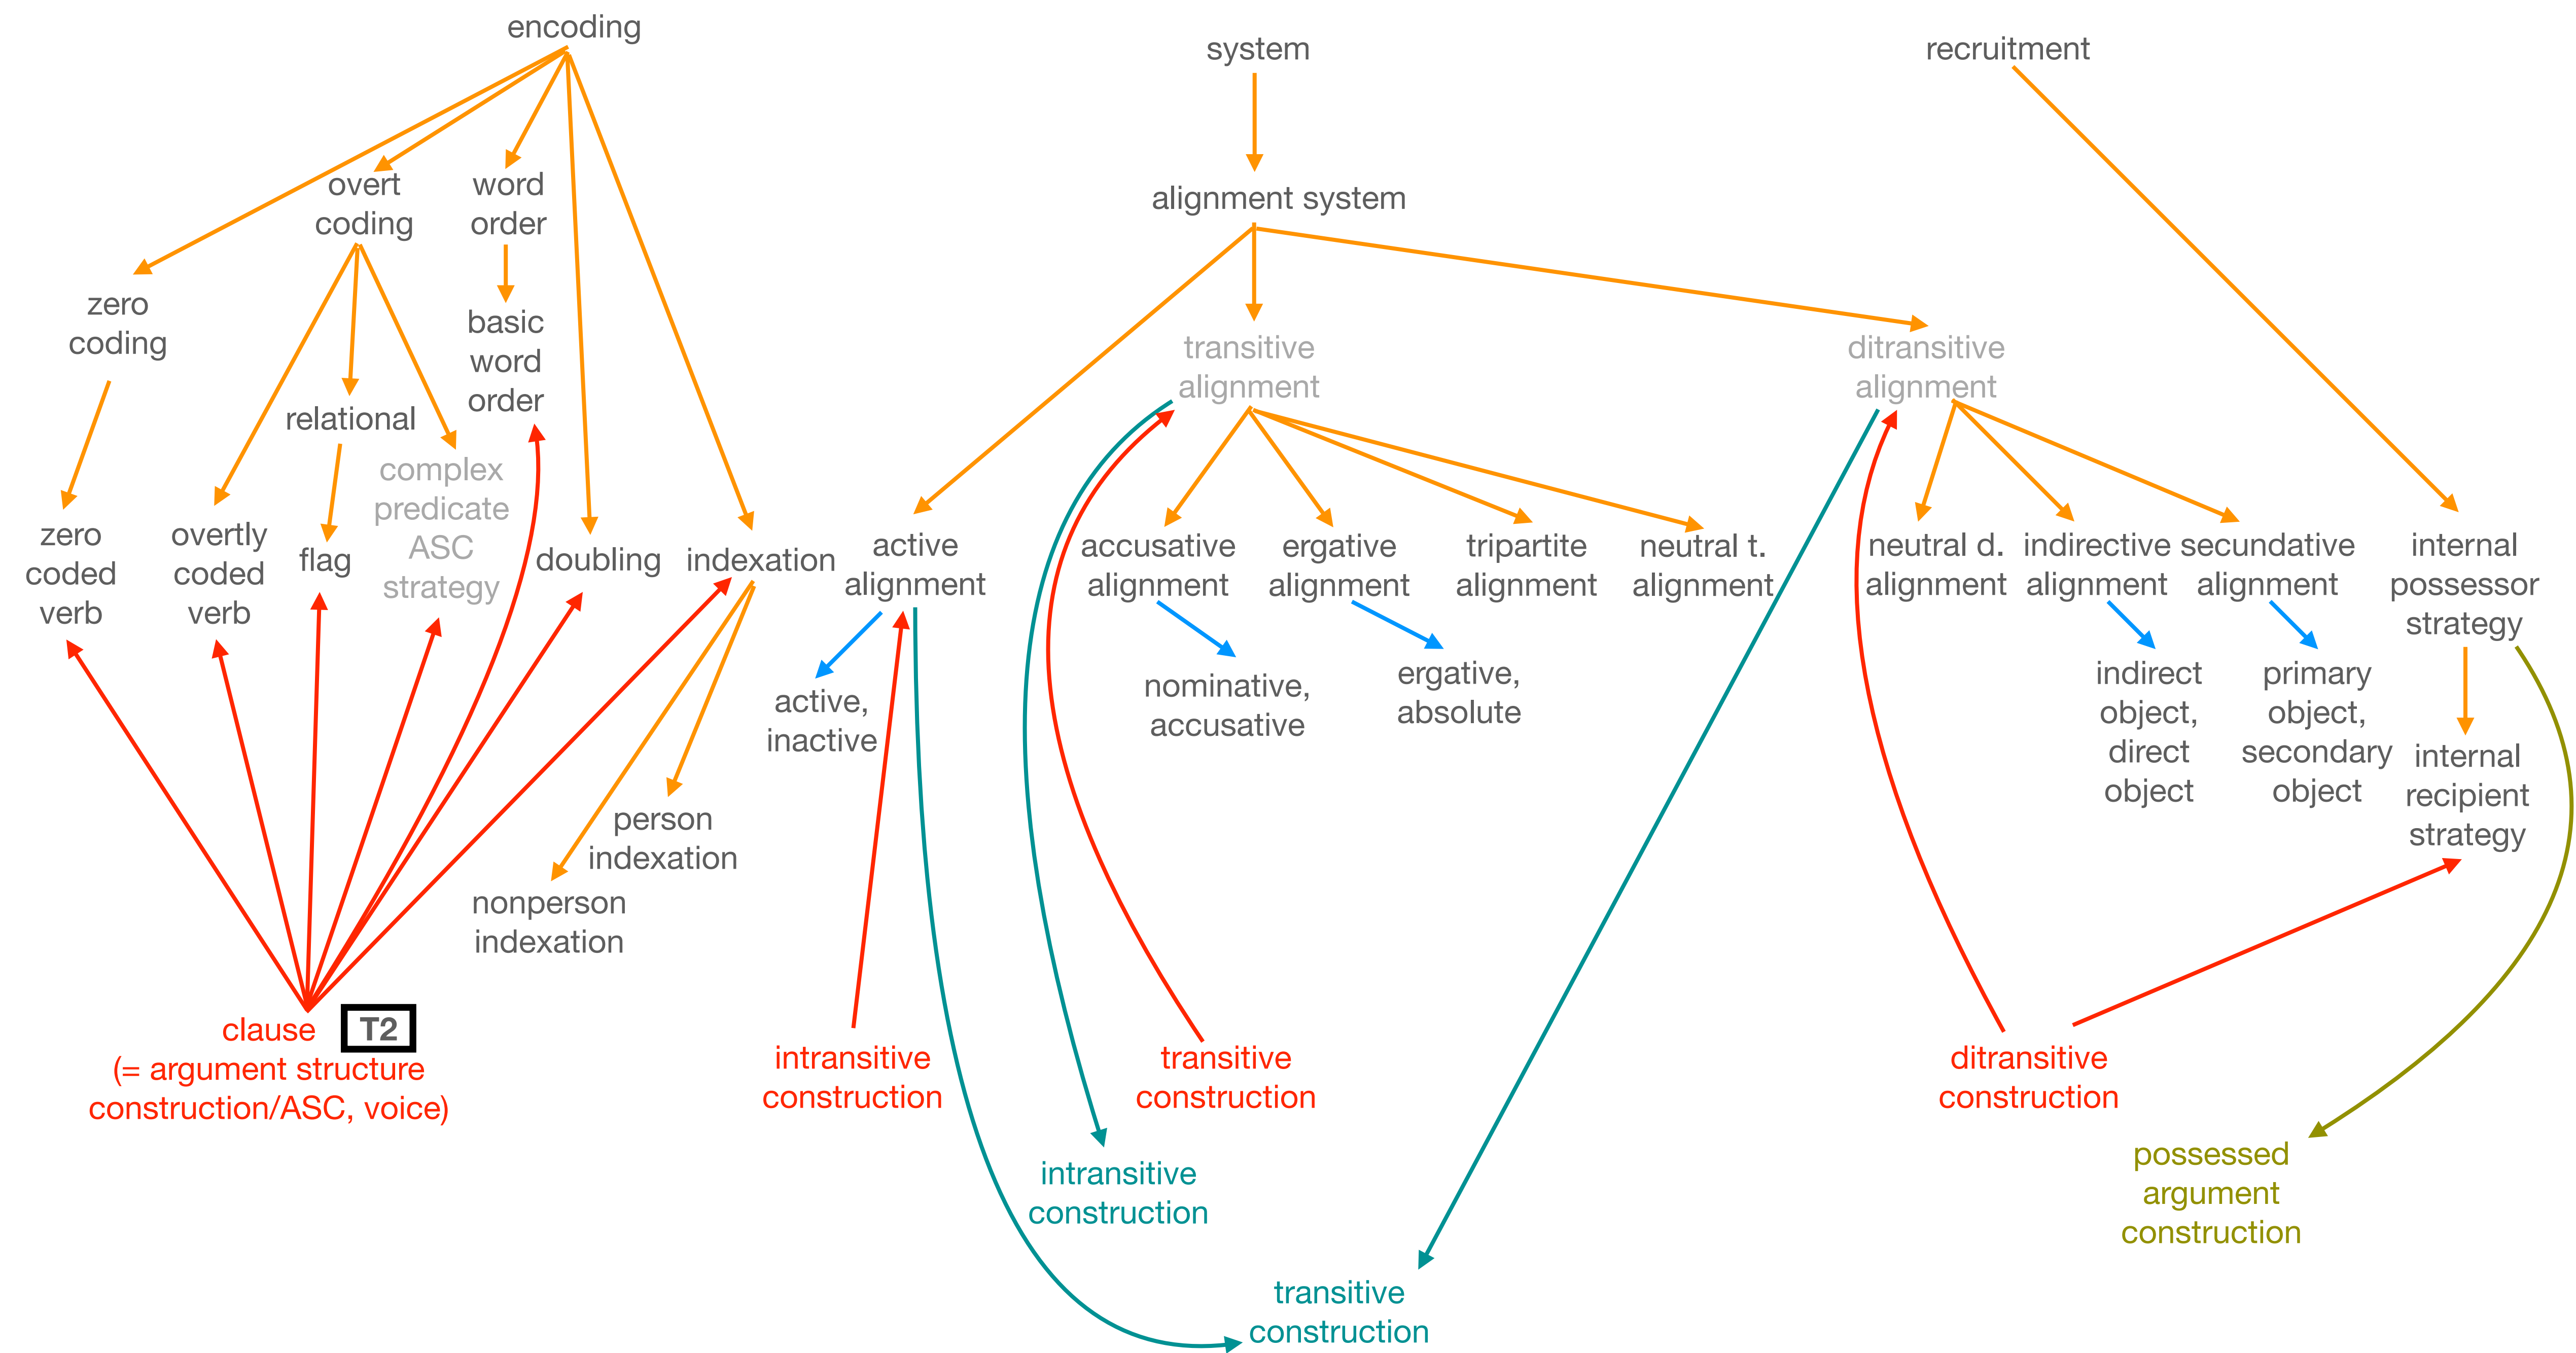 encoding
system
recruitment
overt
coding
word
order
alignment system
zero
coding
basic
word
order
transitive
alignment
ditransitive
alignment
relational
complex
predicate
ASC
strategy
zero
coded
verb
overtly
coded
verb
flag
doubling
indexation
active
alignment
accusative
alignment
ergative
alignment
tripartite
alignment
neutral t.
alignment
neutral d.
alignment
indirective
alignment
secundative
alignment
internal
possessor
strategy
active,
inactive
nominative,
accusative
ergative,
absolute
indirect
object,
direct
object
primary
object,
secondary
object
internal
recipient
strategy
person
indexation
nonperson
indexation
clause
T2
(= argument structure
construction/ASC, voice)
intransitive
construction
transitive
construction
ditransitive
construction
intransitive
construction
possessed
argument
construction
transitive
construction